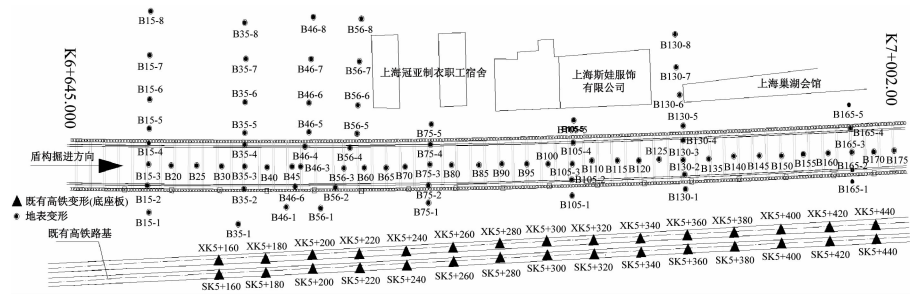 B15-8
B35-8
B46-8
B56-8
B130-8
K6+645.000
K7+002.00
B15-7
B35-7
B46-7
B56-7
B130-7
上海冠亚制衣职工宿舍
上海斯娃服饰
有限公司
上海巢湖会馆
B15-6
B35-6
B46-6
B56-6
B130-6
B15-5
B35-5
B46-5
B56-5
B75-5
B105-5
B130-5
B165-5
B15-4
B35-4
B46-4
B56-4
B75-4
B105-4
B130-4
B165-4
盾构掘进方向
B15-3 B20 B25 B30 B35-3 B40 B45 B46-3 B56-3 B60 B65 B70 B75-3 B80 B85 B90 B95 B100 B105-3 B110 B115 B120 B125 B130-3 B135 B140 B145 B150 B155 B160 B165-3 B170 B175
B15-2
B35-2
B46-6
B56-2
B75-2
B105-2
B130-2
B165-2
B15-1
B35-1
B46-1
B56-1
B75-1
B105-1
B130-1
B165-1
既有高铁变形(底座板)
地表变形
既有高铁路基
XK5+160 XK5+180 XK5+200 XK5+220 XK5+240 XK5+260 XK5+280 XK5+300 XK5+320 XK5+340 XK5+360 XK5+380 XK5+400 XK5+420 XK5+440
SK5+160 SK5+180 SK5+200 SK5+220 SK5+240 SK5+260 SK5+280 SK5+300 SK5+320 SK5+340 SK5+360 SK5+380 SK5+400 SK5+420 SK5+440